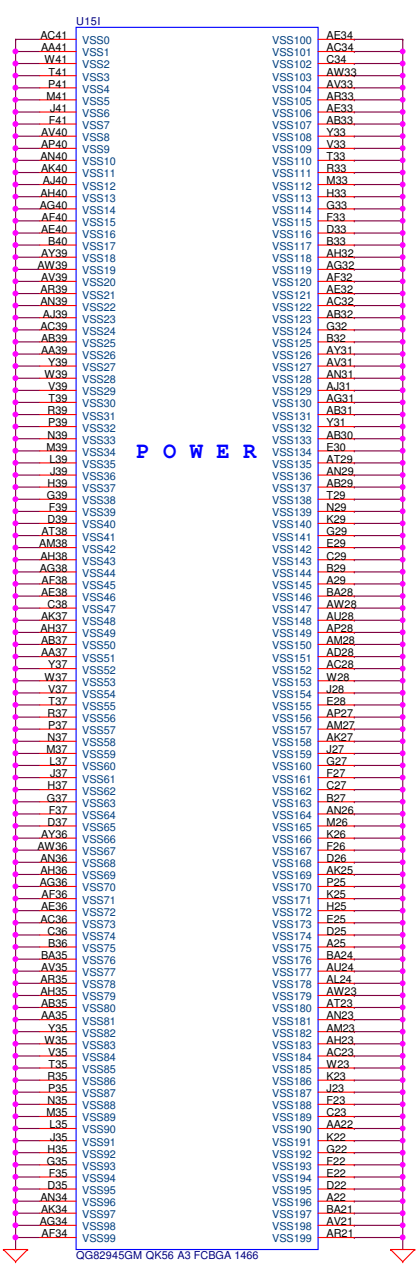 U15I
AC41 VSS0 VSS100 AE34
AA41 VSS1 VSS101 AC34
W41 VSS2 VSS102 C34
T41 VSS3 VSS103 AW33
P41 VSS4 VSS104 AV33
M41 VSS5 VSS105 AR33
J41 VSS6 VSS106 AE33
F41 VSS7 VSS107 AB33
AV40 VSS8 VSS108 Y33
AP40 VSS9 VSS109 V33
AN40 VSS10 VSS110 T33
AK40 VSS11 VSS111 R33
AJ40 VSS12 VSS112 M33
AH40 VSS13 VSS113 H33
AG40 VSS14 VSS114 G33
AF40 VSS15 VSS115 F33
AE40 VSS16 VSS116 D33
B40 VSS17 VSS117 B33
AY39 VSS18 VSS118 AH32
AW39 VSS19 VSS119 AG32
AV39 VSS20 VSS120 AF32
AR39 VSS21 VSS121 AE32
AN39 VSS22 VSS122 AC32
AJ39 VSS23 VSS123 AB32
AC39 VSS24 VSS124 G32
AB39 VSS25 VSS125 B32
AA39 VSS26 VSS126 AY31
Y39 VSS27 VSS127 AV31
W39 VSS28 VSS128 AN31
V39 VSS29 VSS129 AJ31
T39 VSS30 VSS130 AG31
R39 VSS31 VSS131 AB31
P39 VSS32 VSS132 Y31
N39 VSS33 VSS133 AB30
M39 VSS34 VSS134 E30
POWER
L39 VSS35 VSS135 AT29
J39 VSS36 VSS136 AN29
H39 VSS37 VSS137 AB29
G39 VSS38 VSS138 T29
F39 VSS39 VSS139 N29
D39 VSS40 VSS140 K29
AT38 VSS41 VSS141 G29
AM38 VSS42 VSS142 E29
AH38 VSS43 VSS143 C29
AG38 VSS44 VSS144 B29
AF38 VSS45 VSS145 A29
AE38 VSS46 VSS146 BA28
C38 VSS47 VSS147 AW28
AK37 VSS48 VSS148 AU28
AH37 VSS49 VSS149 AP28
AB37 VSS50 VSS150 AM28
AA37 VSS51 VSS151 AD28
Y37 VSS52 VSS152 AC28
W37 VSS53 VSS153 W28
V37 VSS54 VSS154 J28
T37 VSS55 VSS155 E28
R37 VSS56 VSS156 AP27
P37 VSS57 VSS157 AM27
N37 VSS58 VSS158 AK27
M37 VSS59 VSS159 J27
L37 VSS60 VSS160 G27
J37 VSS61 VSS161 F27
H37 VSS62 VSS162 C27
G37 VSS63 VSS163 B27
F37 VSS64 VSS164 AN26
D37 VSS65 VSS165 M26
AY36 VSS66 VSS166 K26
AW36 VSS67 VSS167 F26
AN36 VSS68 VSS168 D26
AH36 VSS69 VSS169 AK25
AG36 VSS70 VSS170 P25
AF36 VSS71 VSS171 K25
AE36 VSS72 VSS172 H25
AC36 VSS73 VSS173 E25
C36 VSS74 VSS174 D25
B36 VSS75 VSS175 A25
BA35 VSS76 VSS176 BA24
AV35 VSS77 VSS177 AU24
AR35 VSS78 VSS178 AL24
AH35 VSS79 VSS179 AW23
AB35 VSS80 VSS180 AT23
AA35 VSS81 VSS181 AN23
Y35 VSS82 VSS182 AM23
W35 VSS83 VSS183 AH23
V35 VSS84 VSS184 AC23
T35 VSS85 VSS185 W23
R35 VSS86 VSS186 K23
P35 VSS87 VSS187 J23
N35 VSS88 VSS188 F23
M35 VSS89 VSS189 C23
L35 VSS90 VSS190 AA22
J35 VSS91 VSS191 K22
H35 VSS92 VSS192 G22
G35 VSS93 VSS193 F22
F35 VSS94 VSS194 E22
D35 VSS95 VSS195 D22
AN34 VSS96 VSS196 A22
AK34 VSS97 VSS197 BA21
AG34 VSS98 VSS198 AV21
AF34 VSS99 VSS199 AR21
QG82945GM QK56 A3 FCBGA 1466